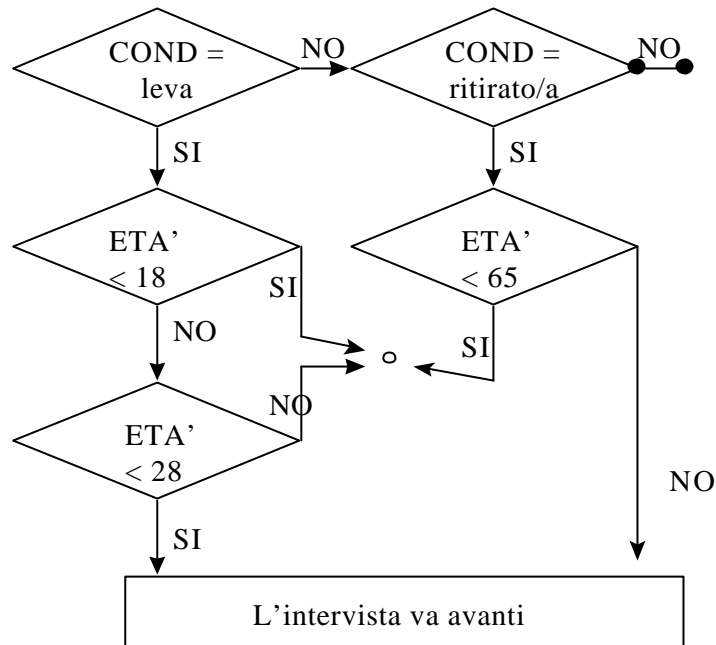 COND =
leva
NO
COND =
ritirato/a
NO
SI
SI
ETA'
< 18
SI
ETA'
< 65
NO
SI
NO
ETA'
< 28
NO
SI
L'intervista va avanti